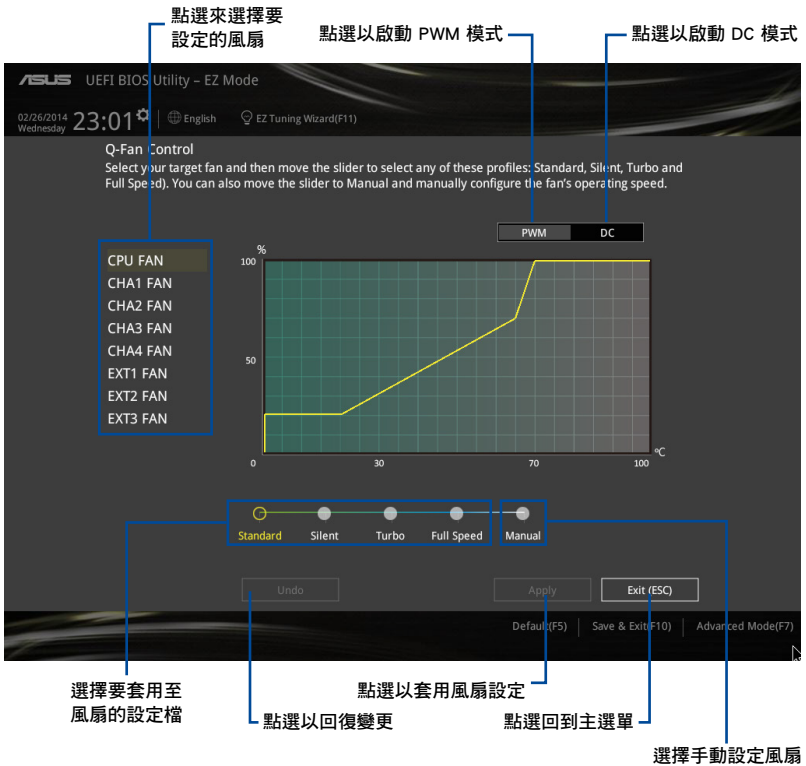 點選來選擇要
設定的風扇
點選以啟動 PWM 模式
點選以啟動 DC 模式
ASUS UEFI BIOS Utility – EZ Mode
02/26/2014
Wednesday
23:01
English
EZ Tuning Wizard(F11)
Q-Fan Control
Select your target fan and then move the slider to select any of these profiles: Standard, Silent, Turbo and
Full Speed). You can also move the slider to Manual and manually configure the fan's operating speed.
PWM DC
CPU FAN
CHA1 FAN
CHA2 FAN
CHA3 FAN
CHA4 FAN
EXT1 FAN
EXT2 FAN
EXT3 FAN
%
100
50
0 30 70 100
°C
Standard Silent Turbo Full Speed Manual
Undo Apply Exit (ESC)
Default(F5) Save & Exit(F10) Advanced Mode(F7)
選擇要套用至
風扇的設定檔
點選以回復變更
點選以套用風扇設定
點選回到主選單
選擇手動設定風扇